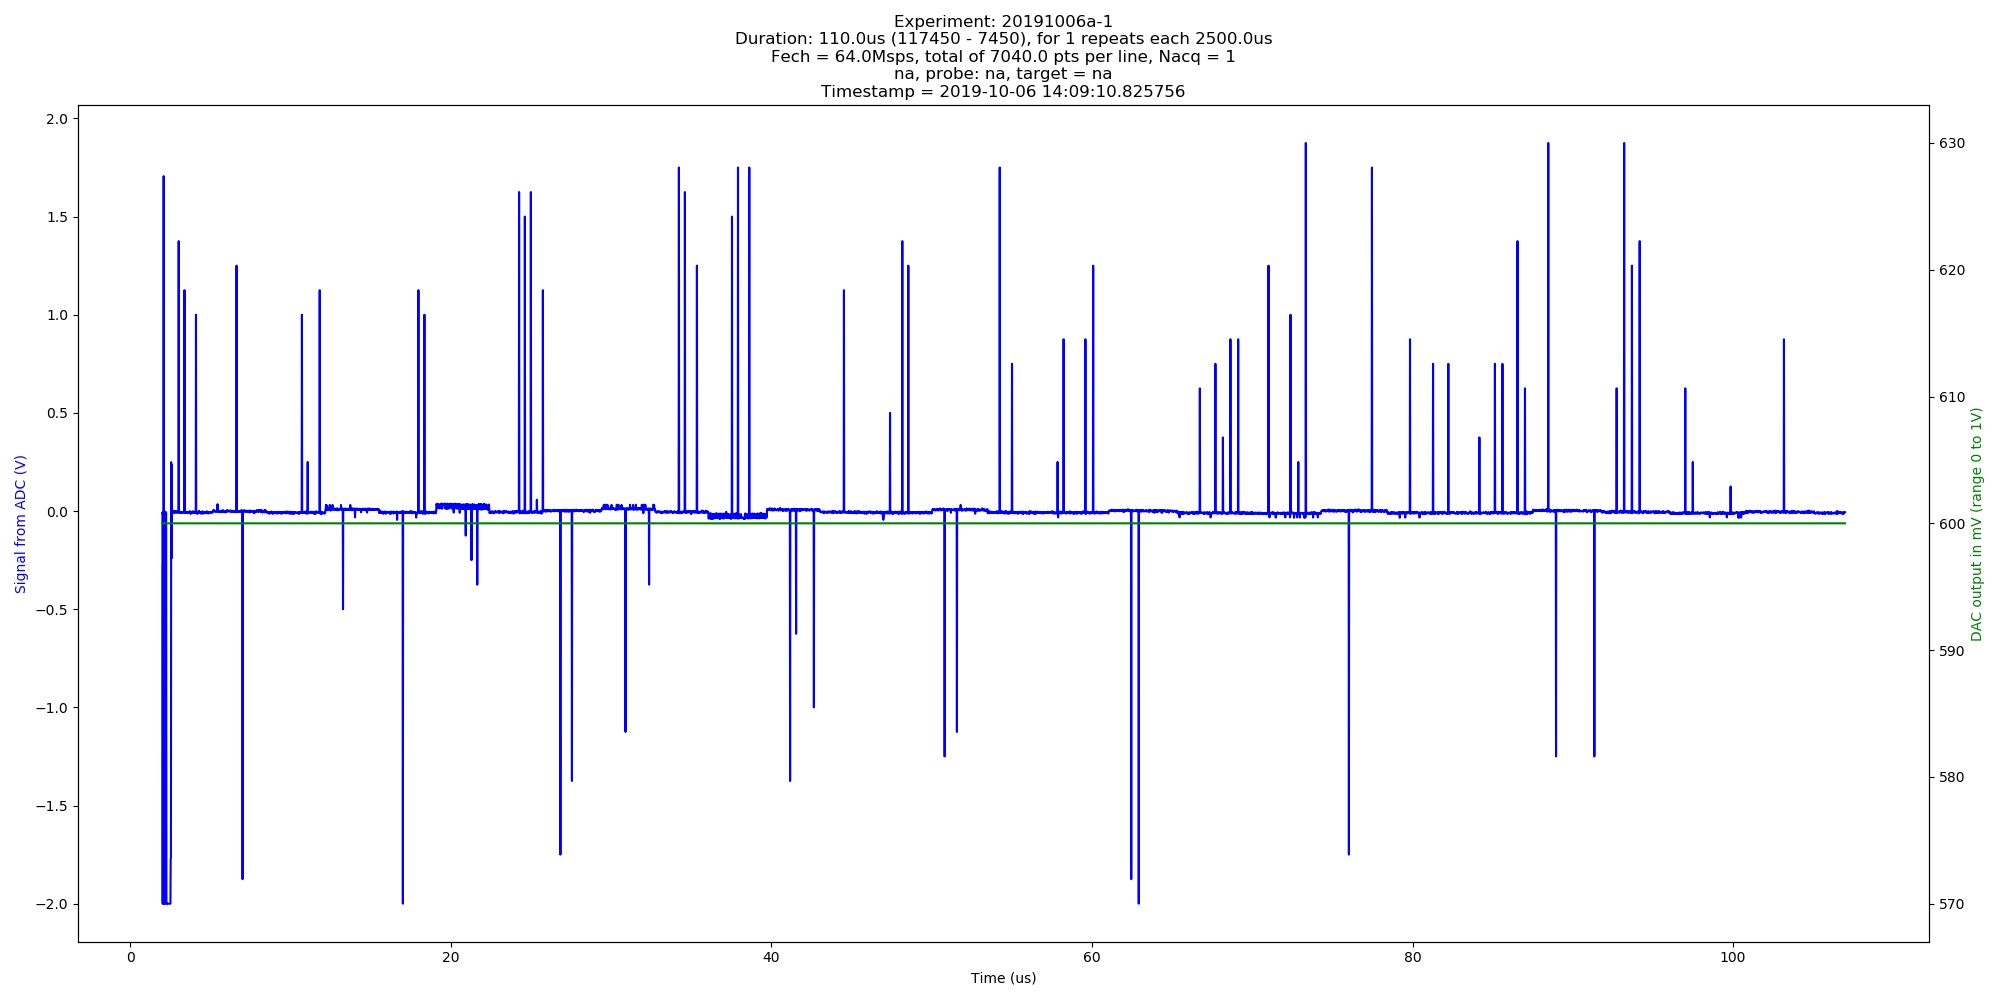 Experiment: 20191006a-1
Duration: 110.0us (117450 - 7450), for 1 repeats each 2500.0us
Fech = 64.0Msps, total of 7040.0 pts per line, Nacq = 1
na, probe: na, target = na
Timestamp = 2019-10-06 14:09:10.825756
2.0
1.5
1.0
0.5
0.0
−0.5
−1.0
−1.5
−2.0
Signal from ADC (V)
630
620
610
600
590
580
570
DAC output in mV (range 0 to 1V)
0
20
40
60
80
100
Time (us)